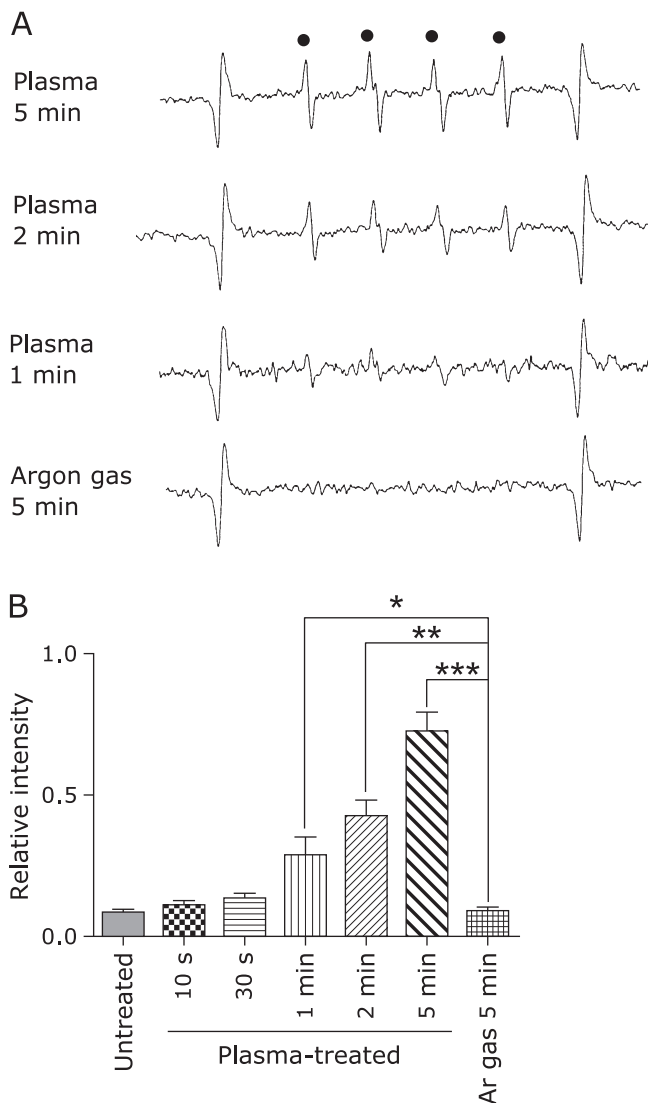 A
Plasma
5 min
Plasma
2 min
Plasma
1 min
Argon gas
5 min
B
*
**
***
1.0
0.5
0.0
Relative intensity
Untreated
10 s
30 s
1 min
2 min
5 min
Ar gas 5 min
Plasma-treated